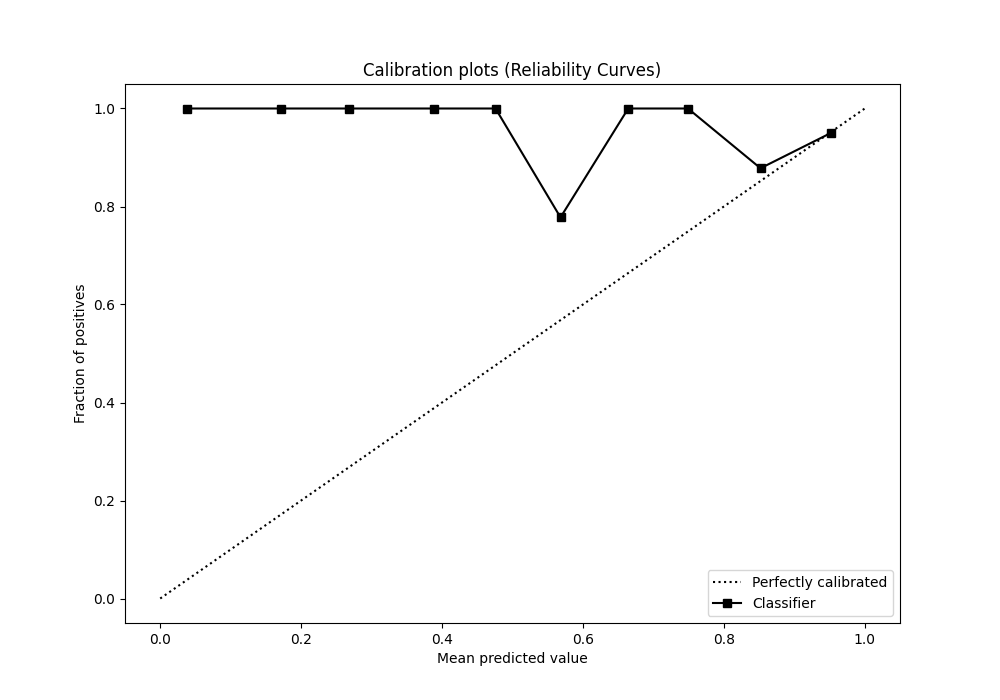 Calibration plots (Reliability Curves)
1.0
0.8
0.6
0.4
0.2
0.0
Fraction of positives
0.0 0.2 0.4 0.6 0.8 1.0
Mean predicted value
Perfectly calibrated
Classifier